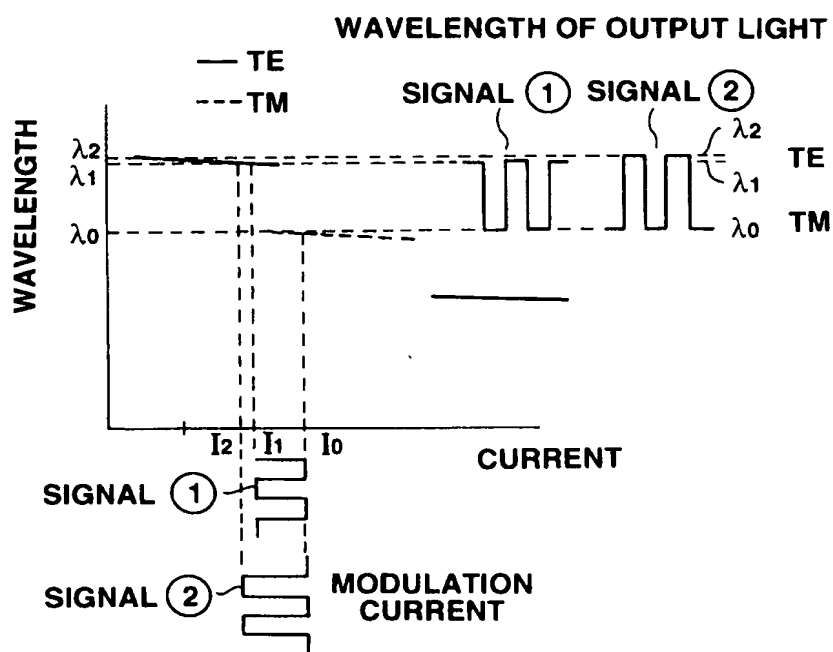 WAVELENGTH OF OUTPUT LIGHT
TE
TM
SIGNAL 1 SIGNAL 2
WAVELENGTH
λ2
λ1
λ0
λ2
TE
λ1
λ0 TM
I2 I1 I0
CURRENT
SIGNAL 1
SIGNAL 2
MODULATION
CURRENT